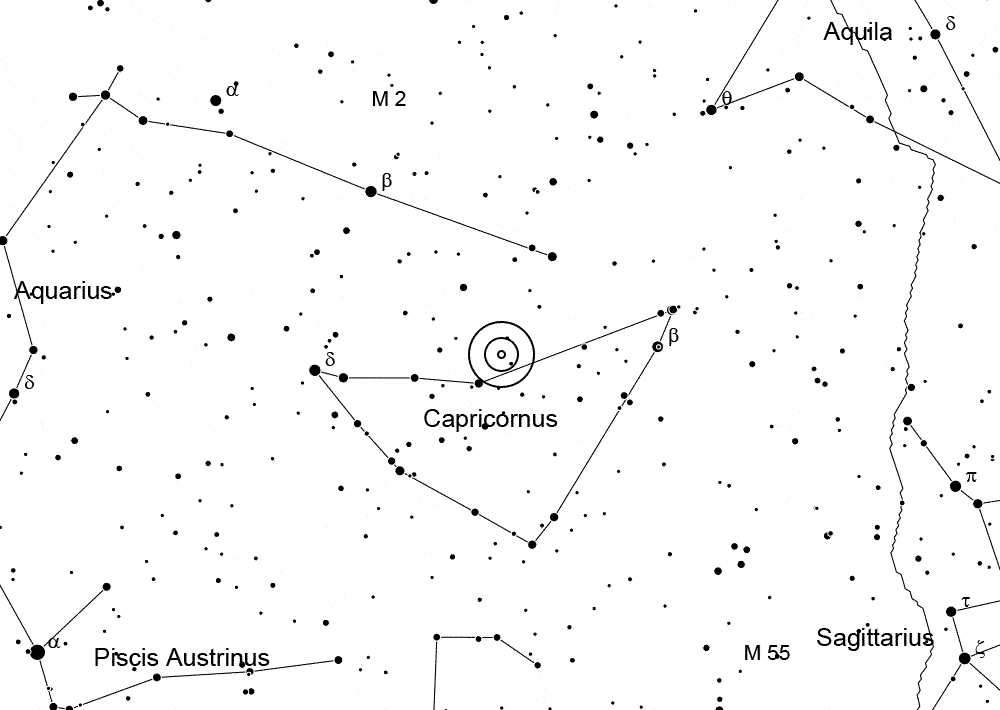 Aquila
δ
α
M 2
θ
β
Aquarius
α
β
δ
δ
Capricornus
π
τ
α
Piscis Austrinus
Sagittarius
M 55
ζ